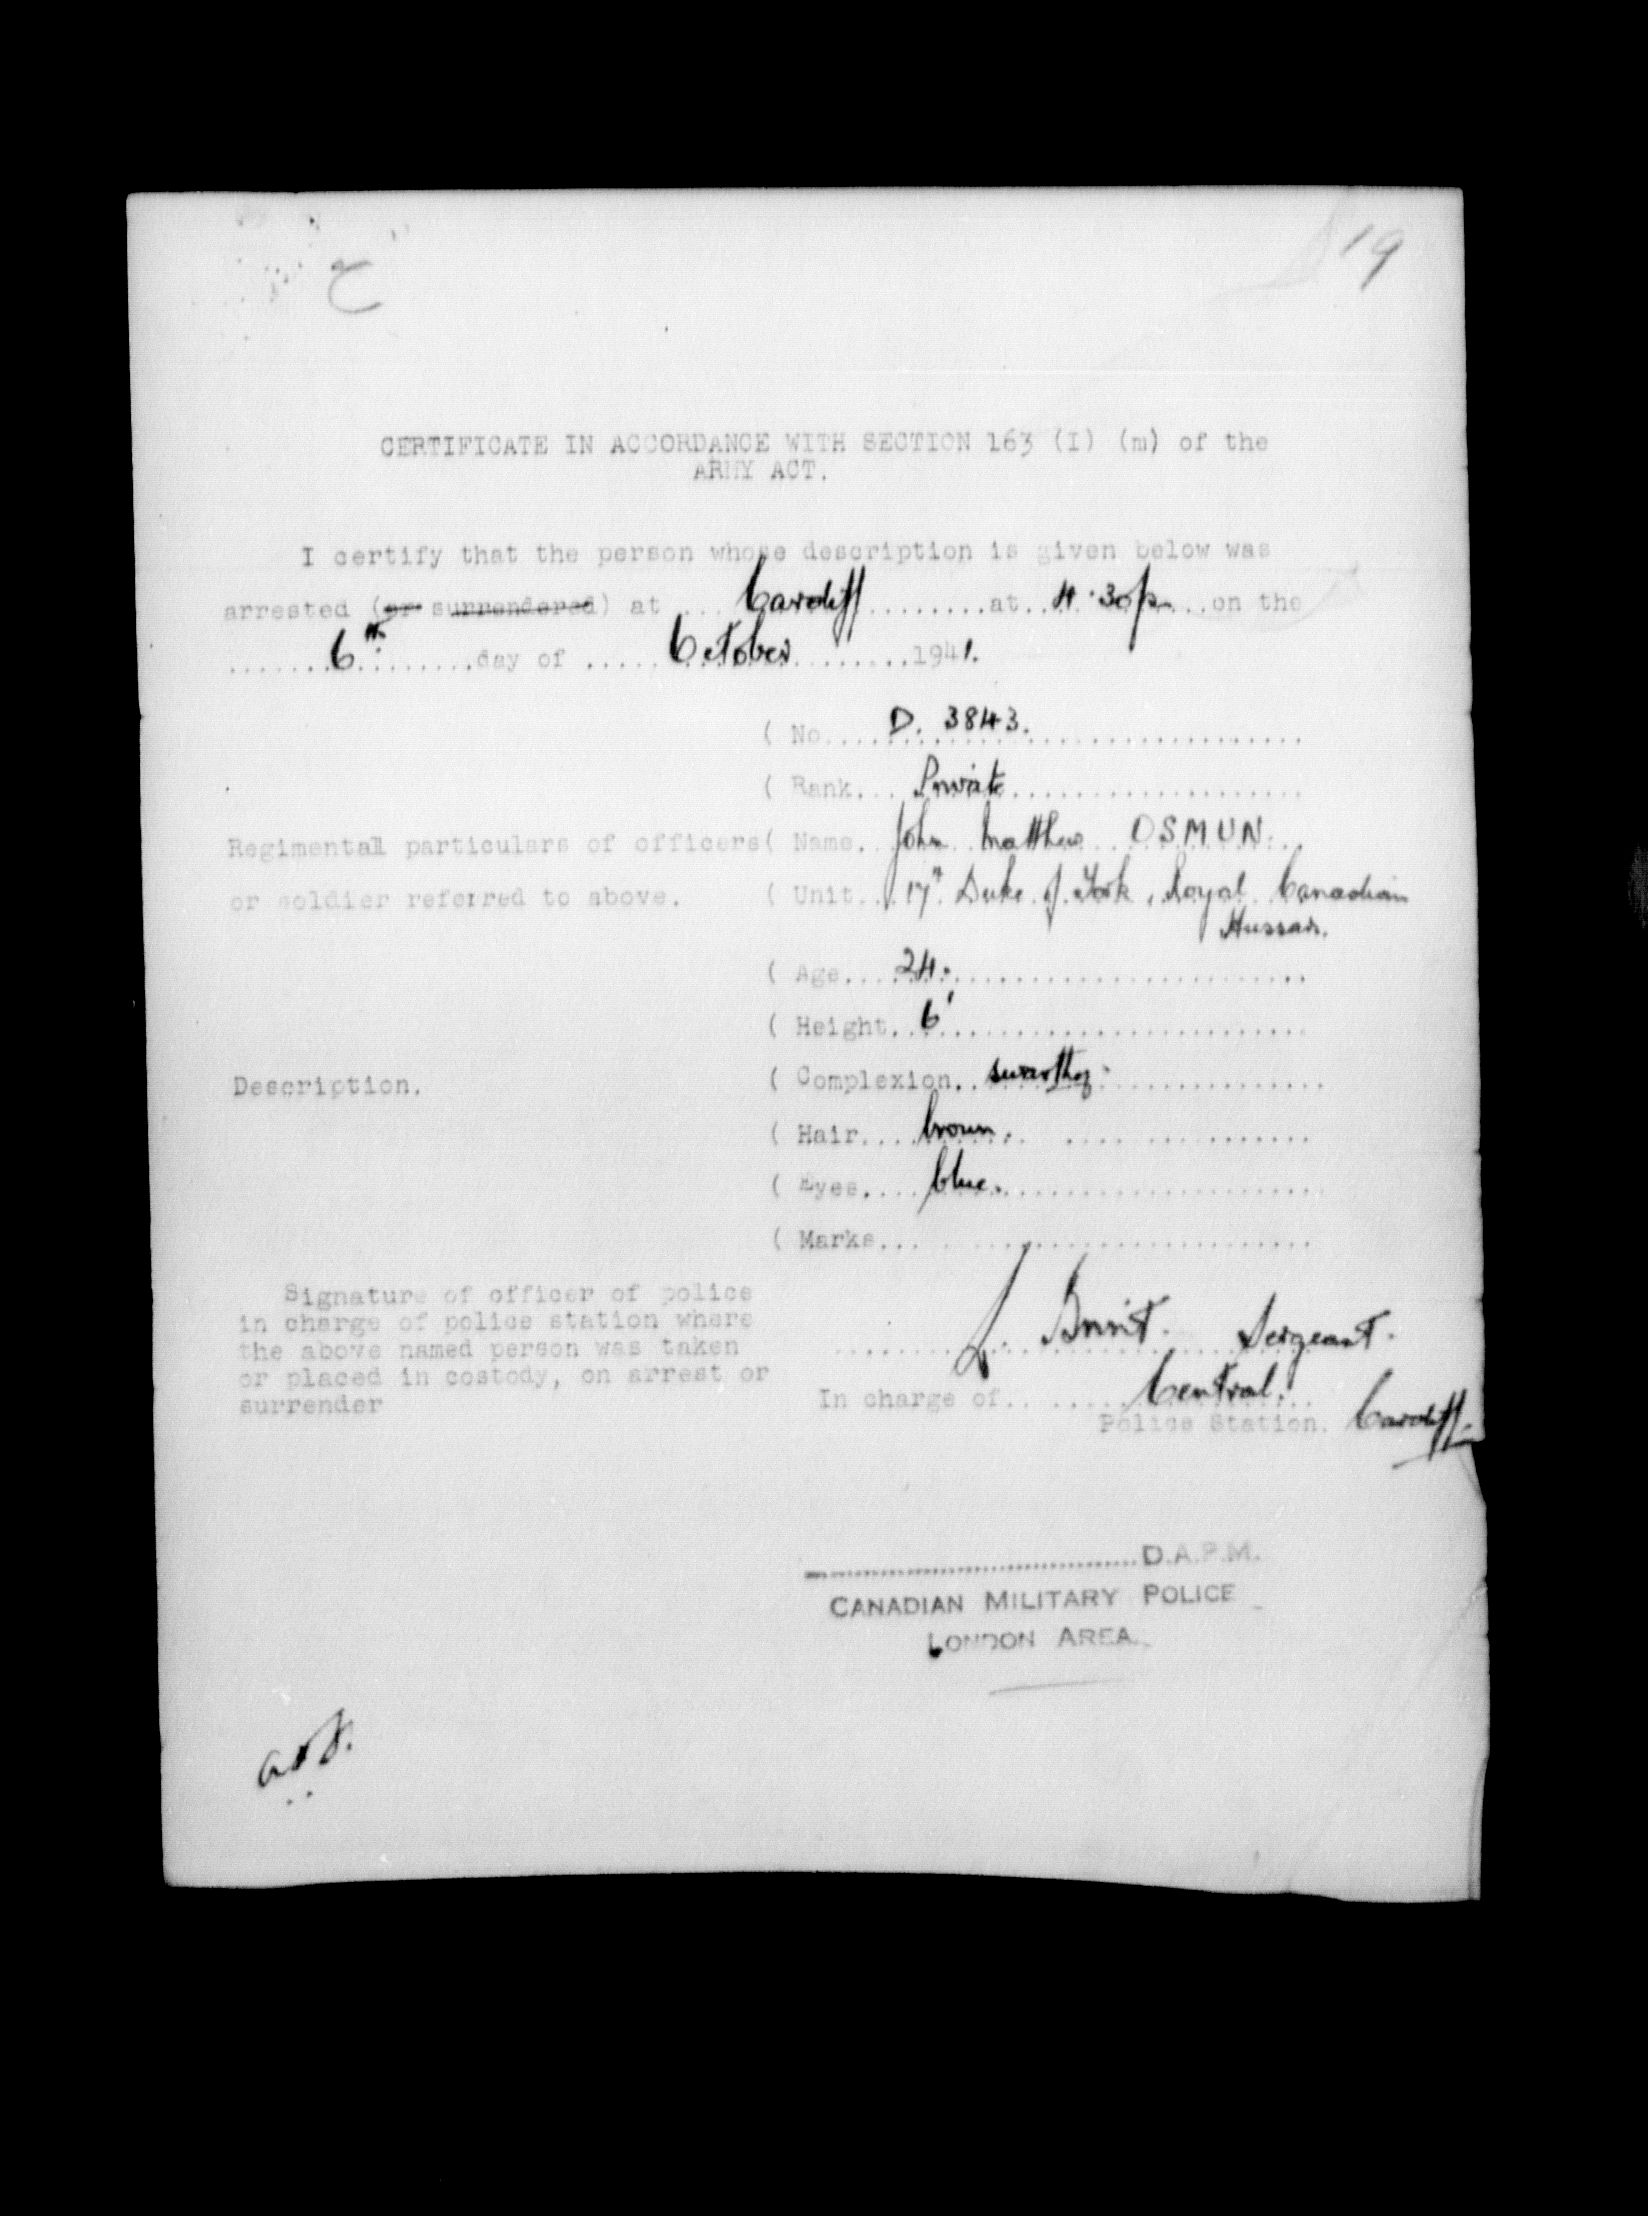 19
CERTIFICATE IN ACCORDANCE WITH SECTION 163 (I) (m) of the
ARMY ACT.
I certify that the person whose description is given below was
arrested (or surrendered) at ... Cardiff ........at....4.30p......on the
.......6th........day of ..... October ........1941.
( No.... D. 3843. ................
( Rank... Private ...................
Regimental particulars of officers( Name. John Matthew OSMUN...
or soldier referred to above. ( Unit...17th Duke of York, Royal Canadian
Hussars.
( Age... 24. ......................
( Height.. 6' .......................
Description. ( Complexion. swarthy. ..............
( Hair.... brown. .............
( Eyes.... blue. ....................
( Marks... ......................
Signature of officer of police
in charge of police station where
the above named person was taken Sergeant.
or placed in costody, on arrest or In charge of....... Central. ..
surrender Police Station. Cardiff.
................................D.A.P.M.
CANADIAN MILITARY POLICE
LONDON AREA.